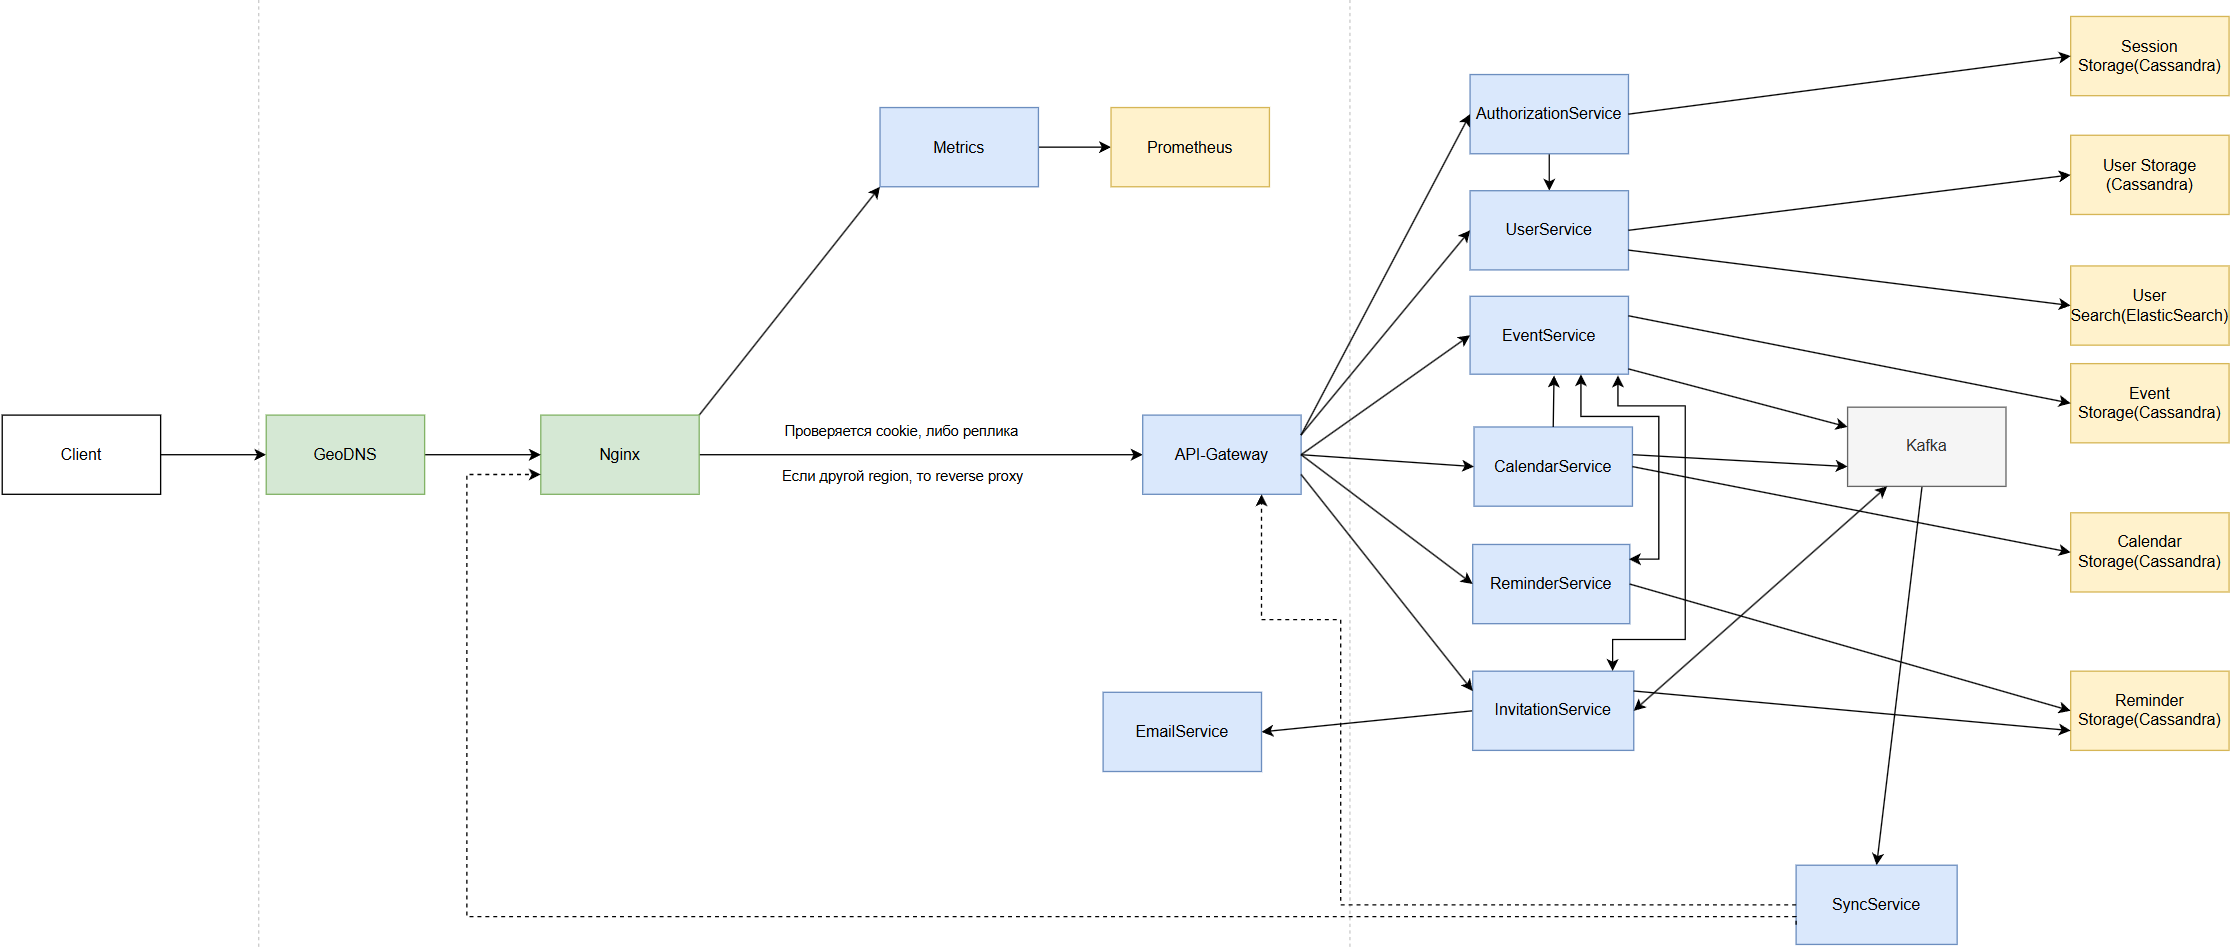 Session
Storage(Cassandra)
AuthorizationService
Metrics
Prometheus
User Storage
(Cassandra)
UserService
User
Search(ElasticSearch)
EventService
Event
Storage(Cassandra)
Client
GeoDNS
Nginx
Проверяется cookie, либо реплика
Если другой region, то reverse proxy
API-Gateway
CalendarService
Kafka
Calendar
Storage(Cassandra)
ReminderService
InvitationService
Reminder
Storage(Cassandra)
EmailService
SyncService